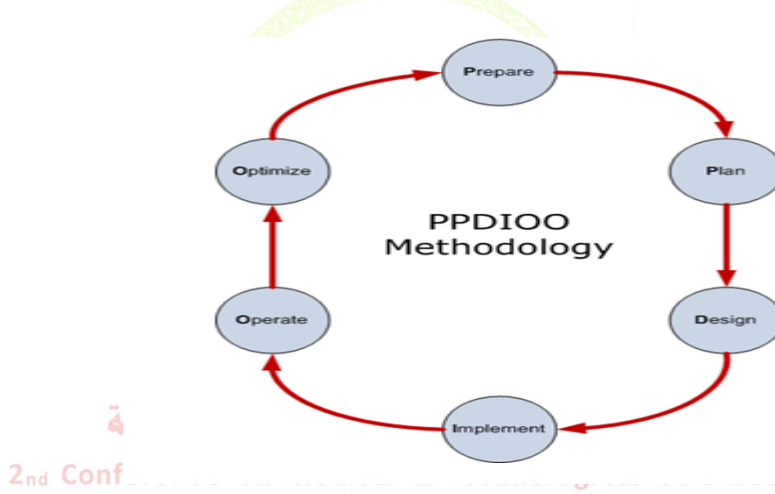 Prepare
Optimize
Plan
PPDIOO
Methodology
Operate
Design
Implement
2nd Conf